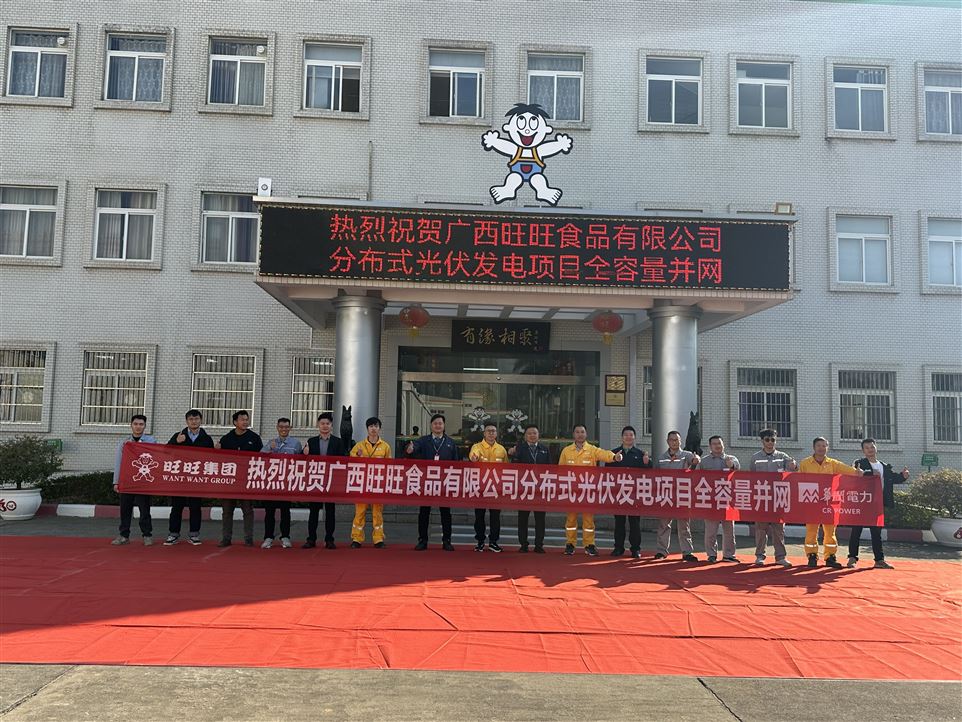 热烈祝贺广西旺旺食品有限公司
分布式光伏发电项目全容量并网
有缘相聚
旺旺集团
WANT WANT GROUP
热烈祝贺广西旺旺食品有限公司分布式光伏发电项目全容量并网
華潤電力
CR POWER